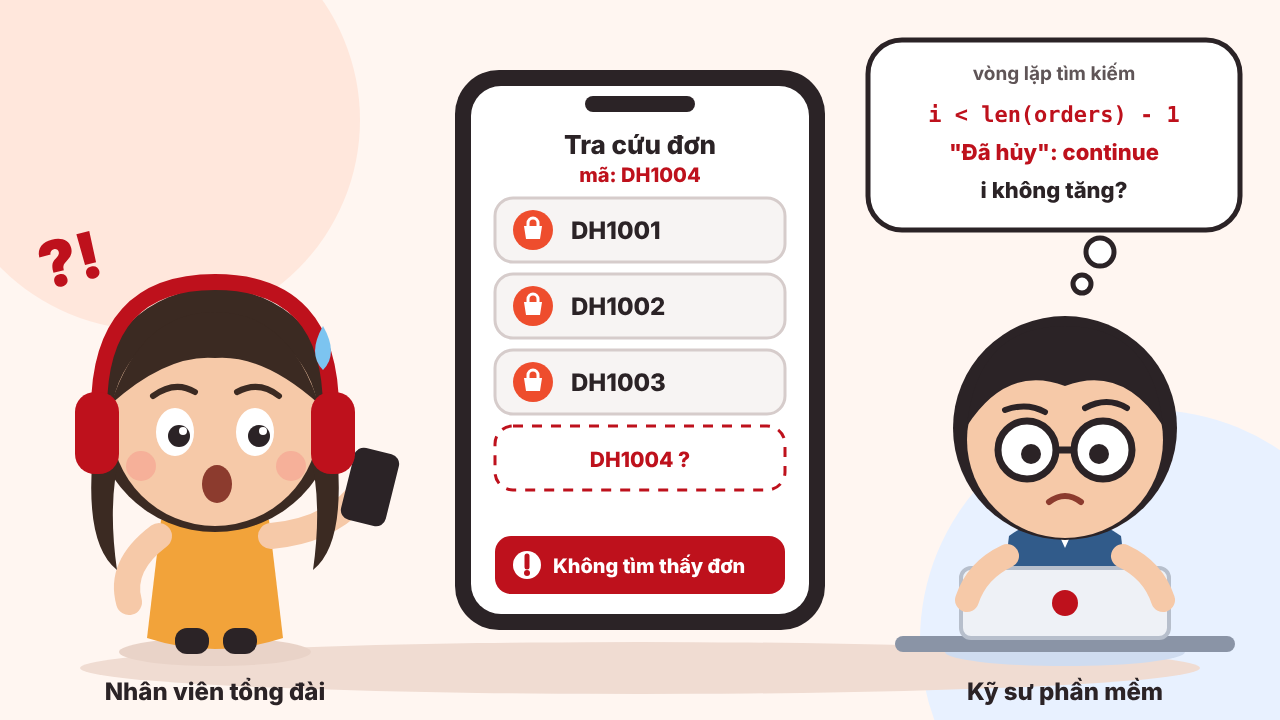 ?!
Tra cứu đơn
mã: DH1004
DH1001
DH1002
DH1003
DH1004 ?
Không tìm thấy đơn
vòng lặp tìm kiếm
i < len(orders) - 1
"Đã hủy": continue
i không tăng?
Nhân viên tổng đài
Kỹ sư phần mềm